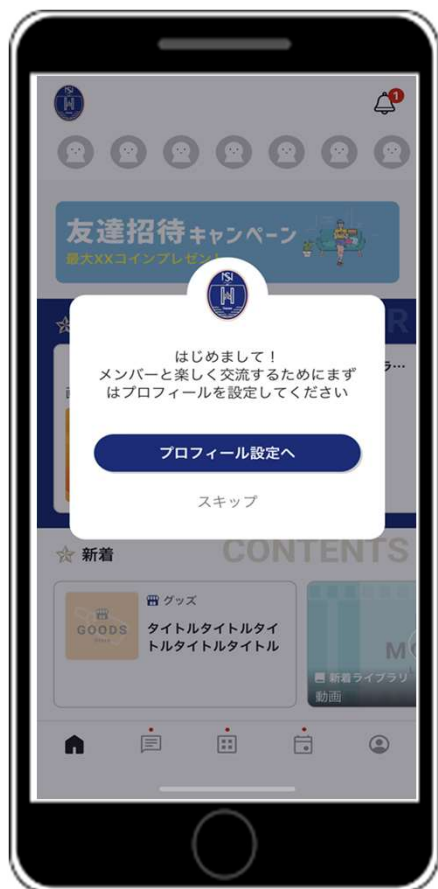 1
友達招待キャンペーン
最大XXコインプレゼント
R
はじめまして！
メンバーと楽しく交流するためにまず
はプロフィールを設定してください
プロフィール設定へ
スキップ
新着
CONTENTS
グッズ
GOODS
タイトルタイトルタイ
トルタイトルタイトル
M
新着ライブラリ
動画